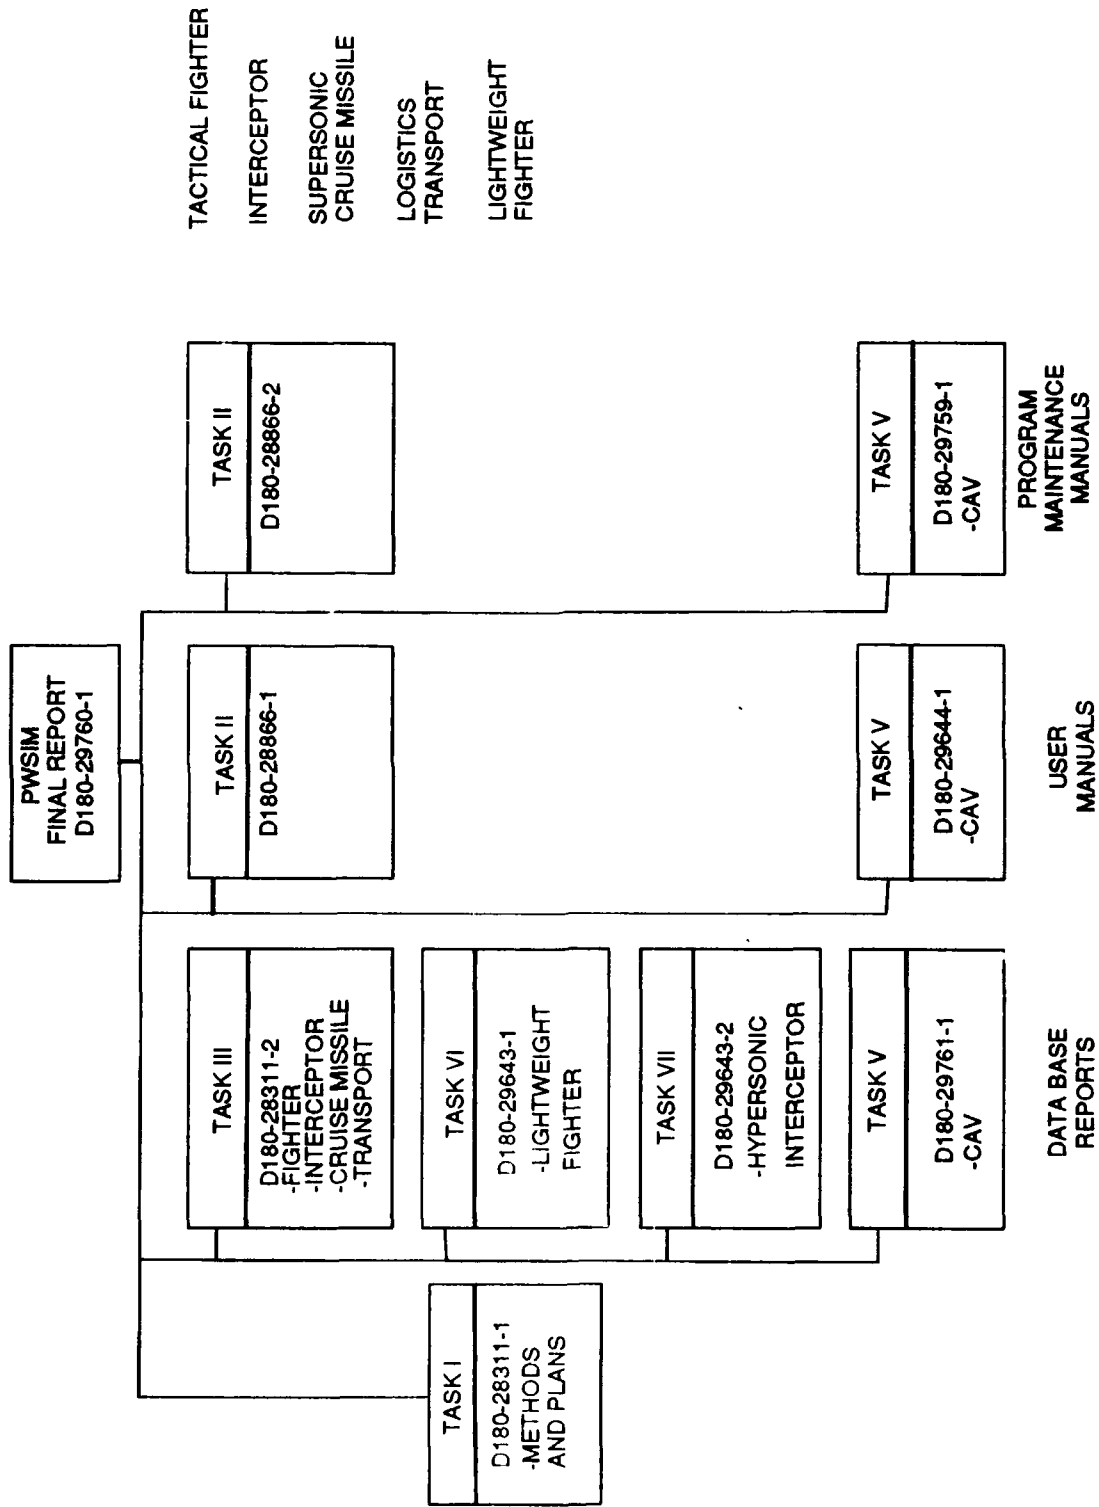 PWSIM
FINAL REPORT
D180-29760-1
TASK I
D180-28311-1
-METHODS
AND PLANS
TASK III
D180-28311-2
-FIGHTER
-INTERCEPTOR
-CRUISE MISSILE
-TRANSPORT
TASK VI
D180-29643-1
-LIGHTWEIGHT
FIGHTER
TASK VII
D180-29643-2
-HYPERSONIC
INTERCEPTOR
TASK V
D180-29761-1
-CAV
DATA BASE
REPORTS
TASK II
D180-28866-1
TASK V
D180-29644-1
-CAV
USER
MANUALS
TASK II
D180-28866-2
TASK V
D180-29759-1
-CAV
PROGRAM
MAINTENANCE
MANUALS
TACTICAL FIGHTER
INTERCEPTOR
SUPERSONIC
CRUISE MISSILE
LOGISTICS
TRANSPORT
LIGHTWEIGHT
FIGHTER